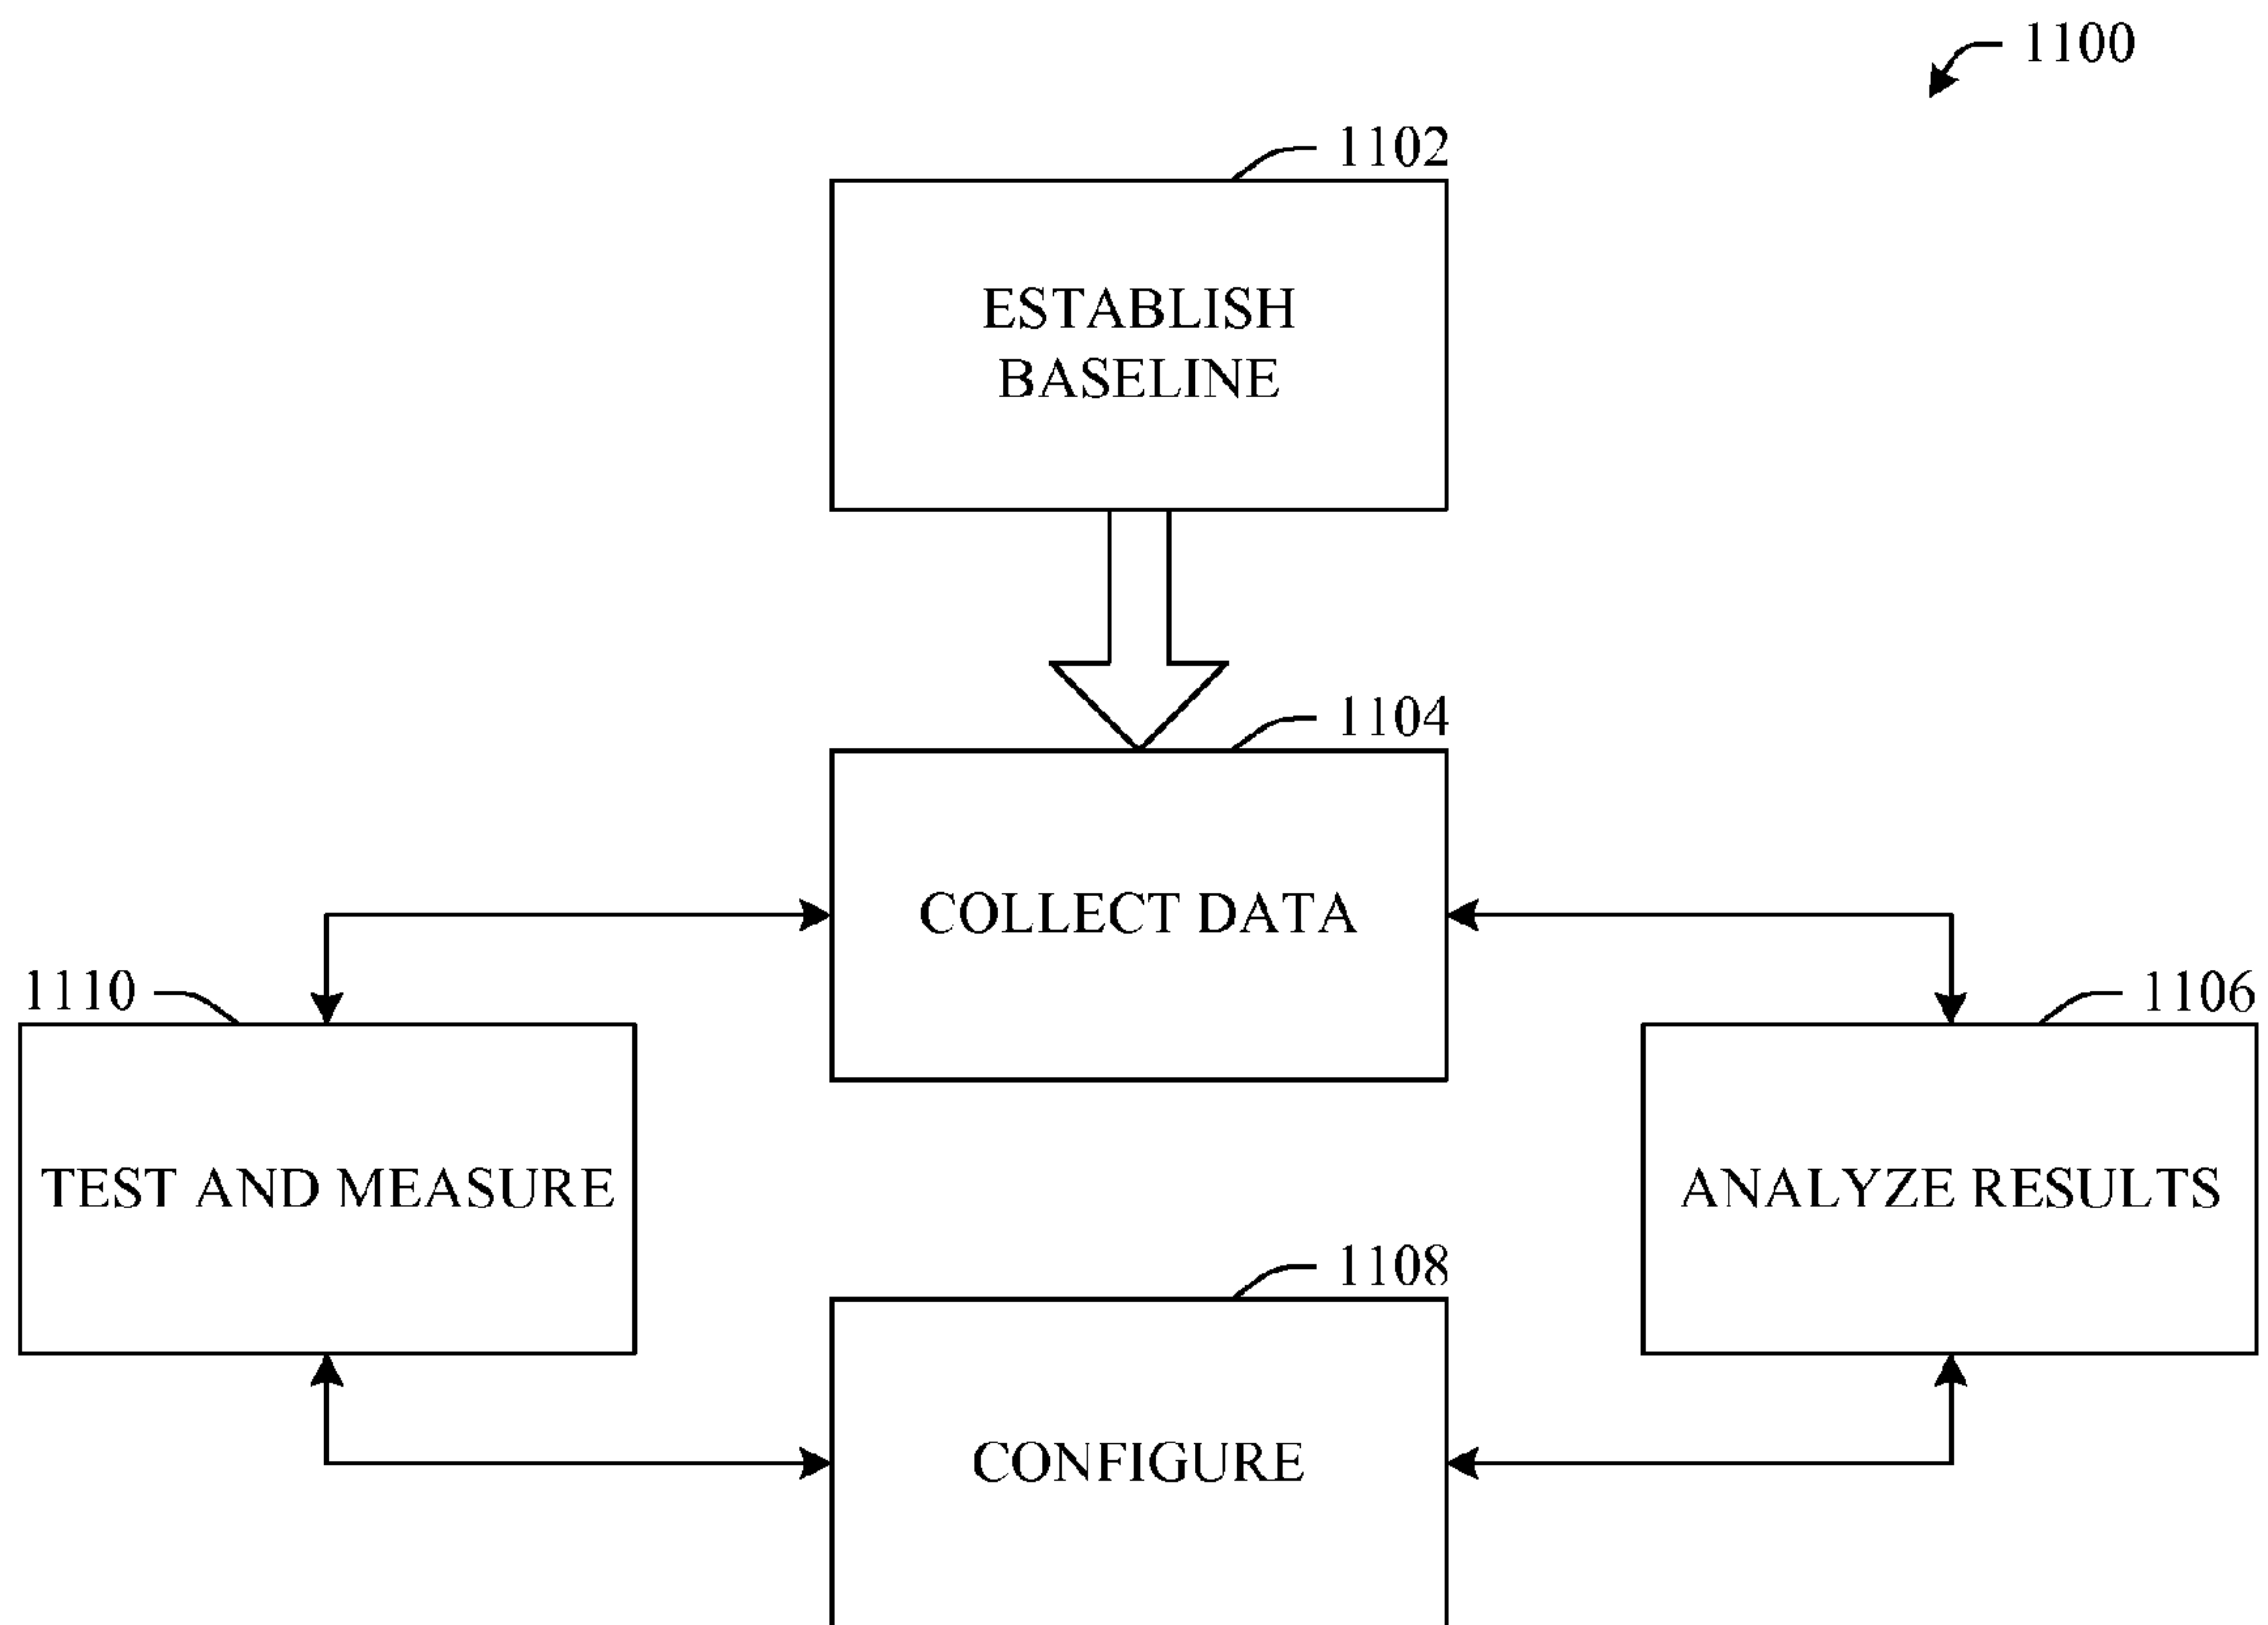 1100
1102
ESTABLISH
BASELINE
1104
COLLECT DATA
1110
1106
TEST AND MEASURE
ANALYZE RESULTS
1108
CONFIGURE